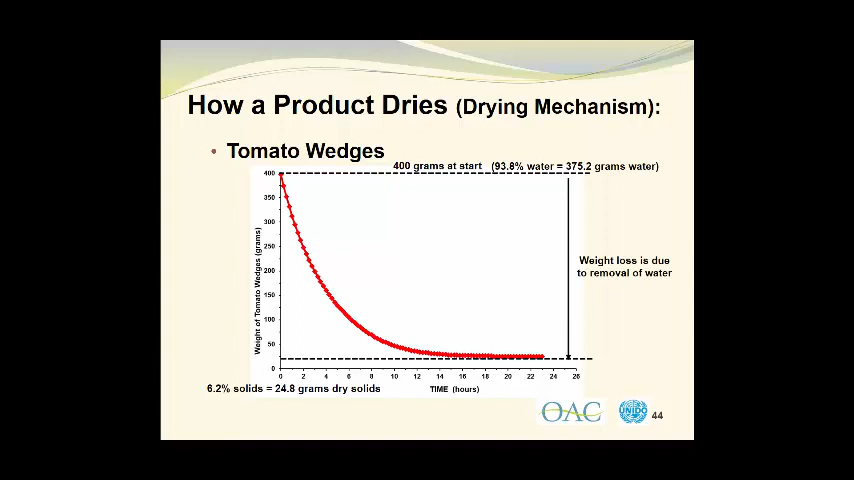 How a Product Dries (Drying Mechanism):
• Tomato Wedges
400 grams at start (93.8% water = 375.2 grams water)
400
350
300
250
200
150
100
50
0
Weight of Tomato Wedges (grams)
Weight loss is due
to removal of water
0 2 4 6 8 10 12 14 16 18 20 22 24 26
TIME (hours)
6.2% solids = 24.8 grams dry solids
OAC
UNIDO
44